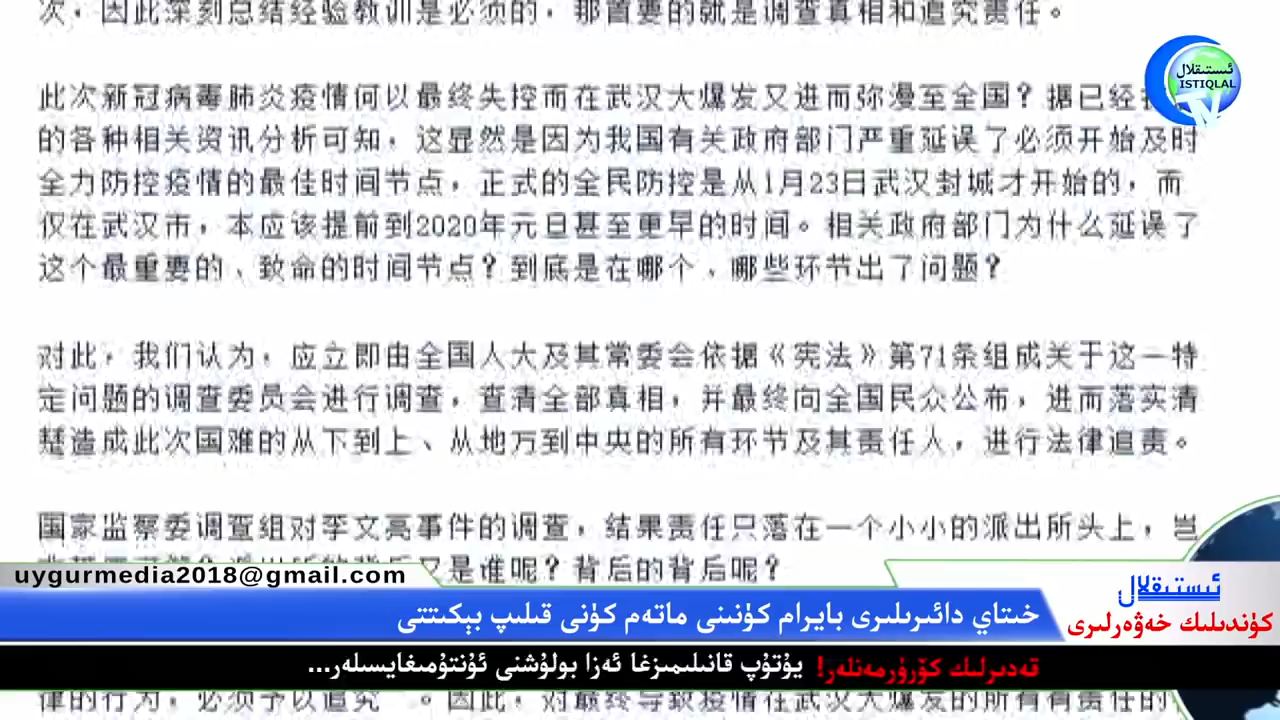 次，因此深刻总结经验教训是必须的，那首要的就是调查真相和追究责任。
此次新冠病毒肺炎疫情何以最终失控而在武汉大爆发又进而弥漫至全国？据已经
的各种相关资讯分析可知，这显然是因为我国有关政府部门严重延误了必须开始及时
全力防控疫情的最佳时间节点，正式的全民防控是从1月23日武汉封城才开始的，而
仅在武汉市，本应该提前到2020年元旦甚至更早的时间。相关政府部门为什么延误了
这个最重要的、致命的时间节点？到底是在哪个、哪些环节出了问题？
对此，我们认为，应立即由全国人大及其常委会依据《宪法》第71条组成关于这一特
定问题的调查委员会进行调查，查清全部真相，并最终向全国民众公布，进而落实清
楚造成此次国难的从下到上、从地方到中央的所有环节及其责任人，进行法律追责。
国家监察委调查组对李文亮事件的调查，结果责任只落在一个小小的派出所头上，岂
又是谁呢？背后的背后呢？
律的行为，必须予以追究 。因此，对最终导致疫情在武汉大爆发的所有有责任的
ئىستىقلال
ISTIQLAL
TV
uygurmedia2018@gmail.com
خىتاي دائىرىلىرى بايرام كۈنىنى ماتەم كۈنى قىلىپ بېكىتتى
ئىستىقلال
كۈندىلىك خەۋەرلىرى
قەدىرلىك كۆرۈرمەنلەر! يۇتۇپ قانىلىمىزغا ئەزا بولۇشنى ئۇنتۇمىغايسىلەر...